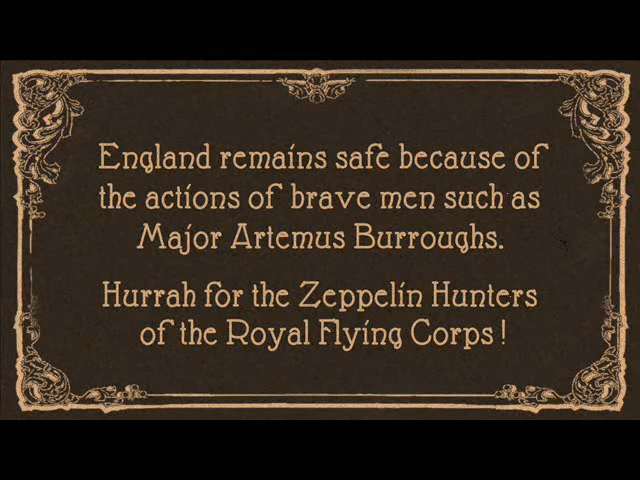 England remains safe because of
the actions of brave men such as
Major Artemus Burroughs.
Hurrah for the Zeppelin Hunters
of the Royal Flying Corps!